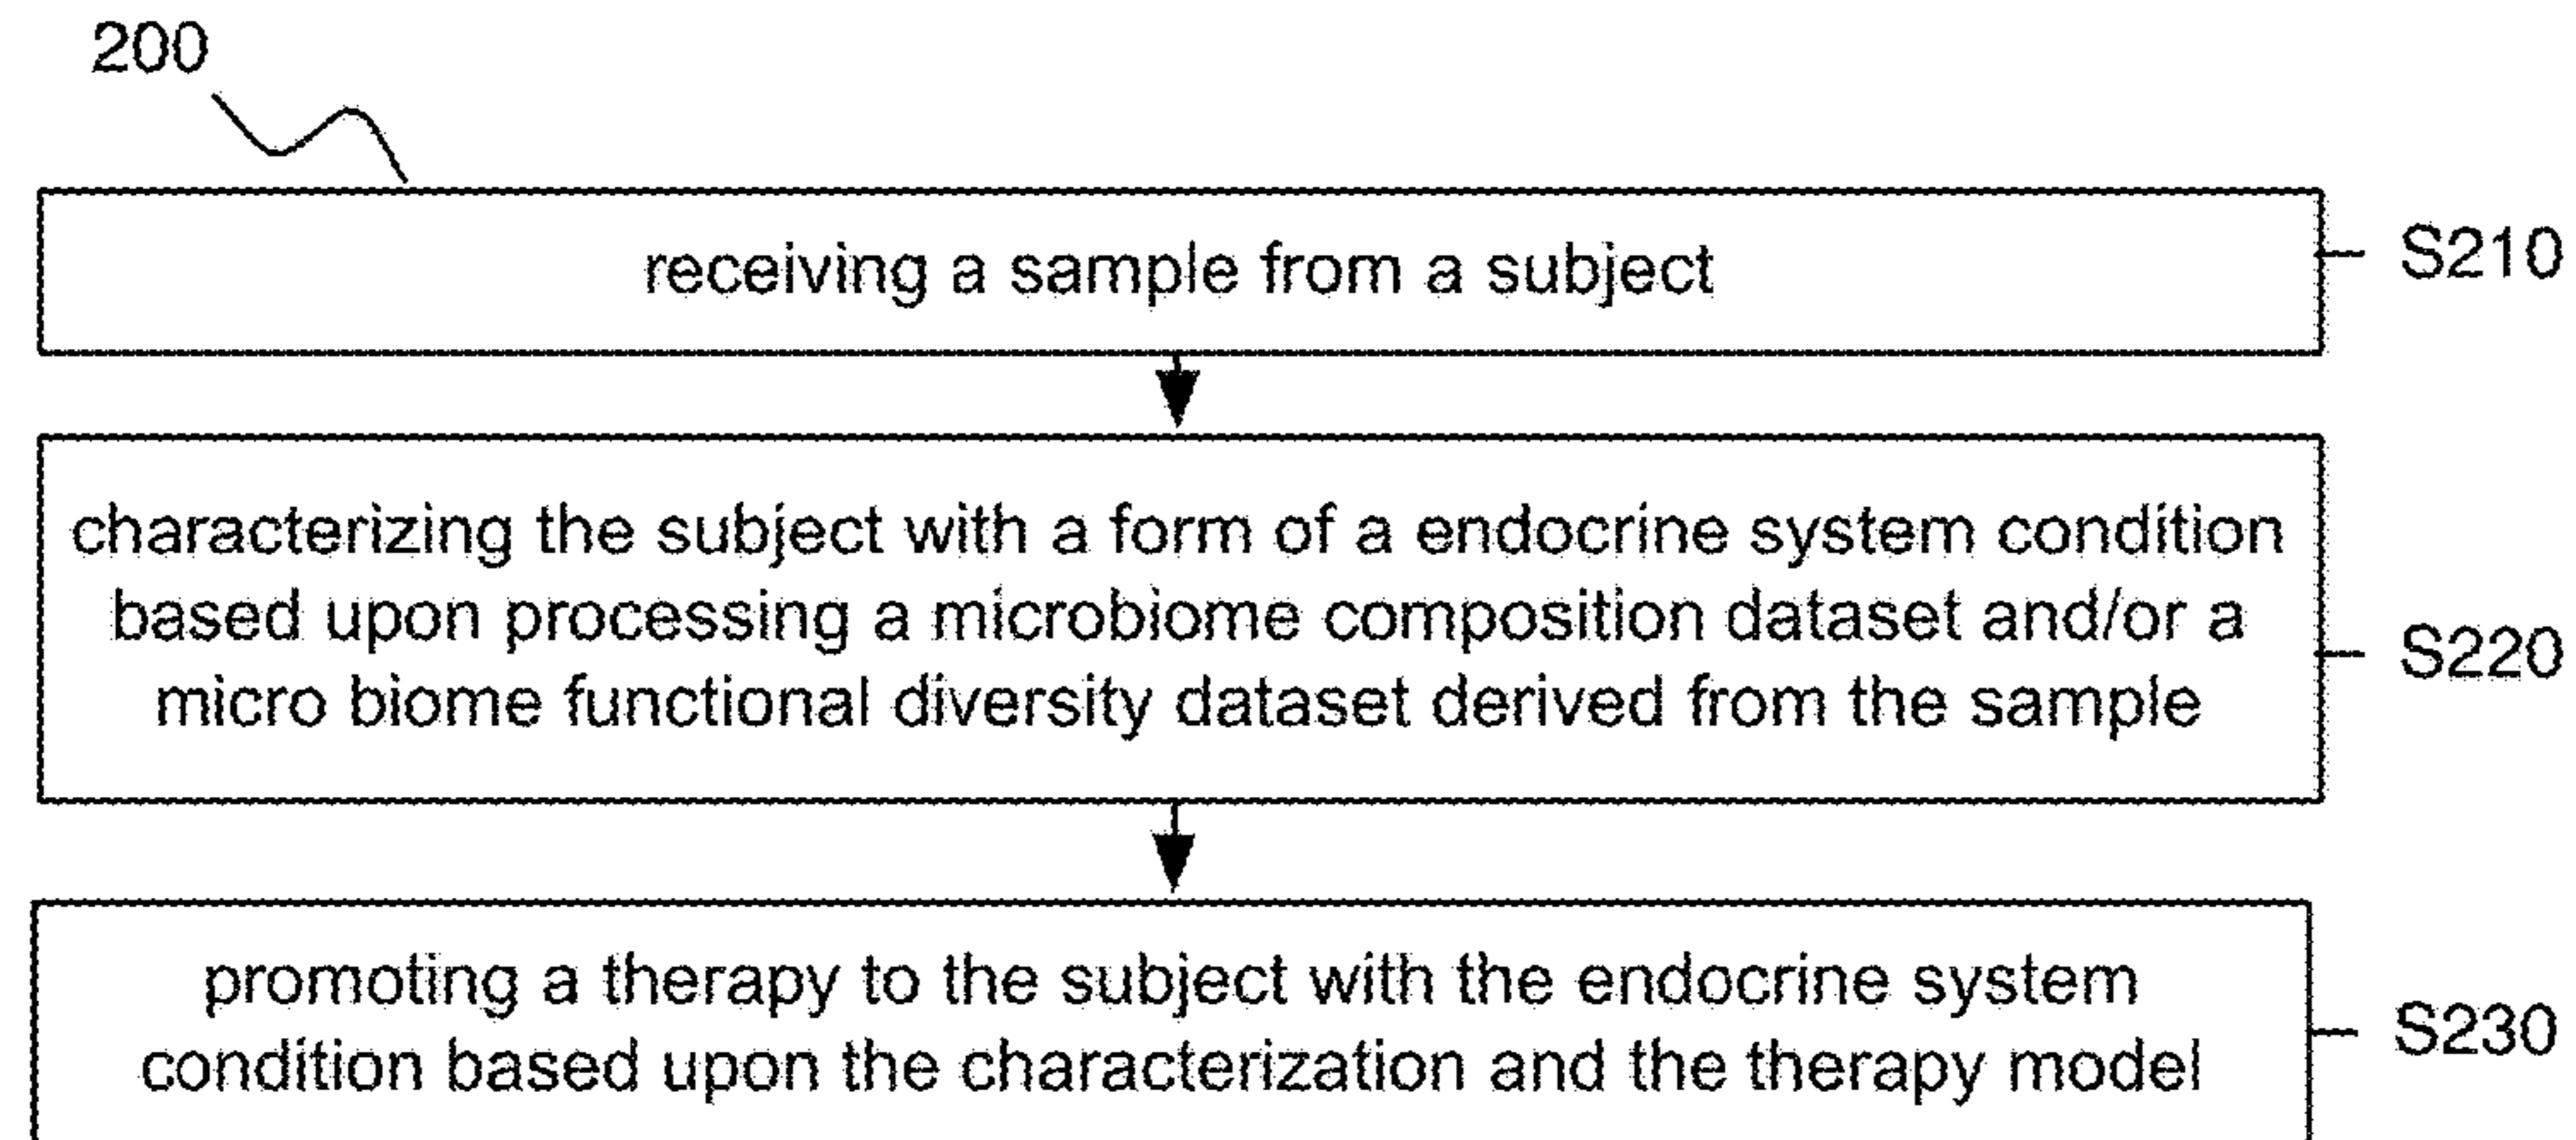 200
receiving a sample from a subject
S210
characterizing the subject with a form of a endocrine system condition
based upon processing a microbiome composition dataset and/or a
micro biome functional diversity dataset derived from the sample
S220
promoting a therapy to the subject with the endocrine system
condition based upon the characterization and the therapy model
S230